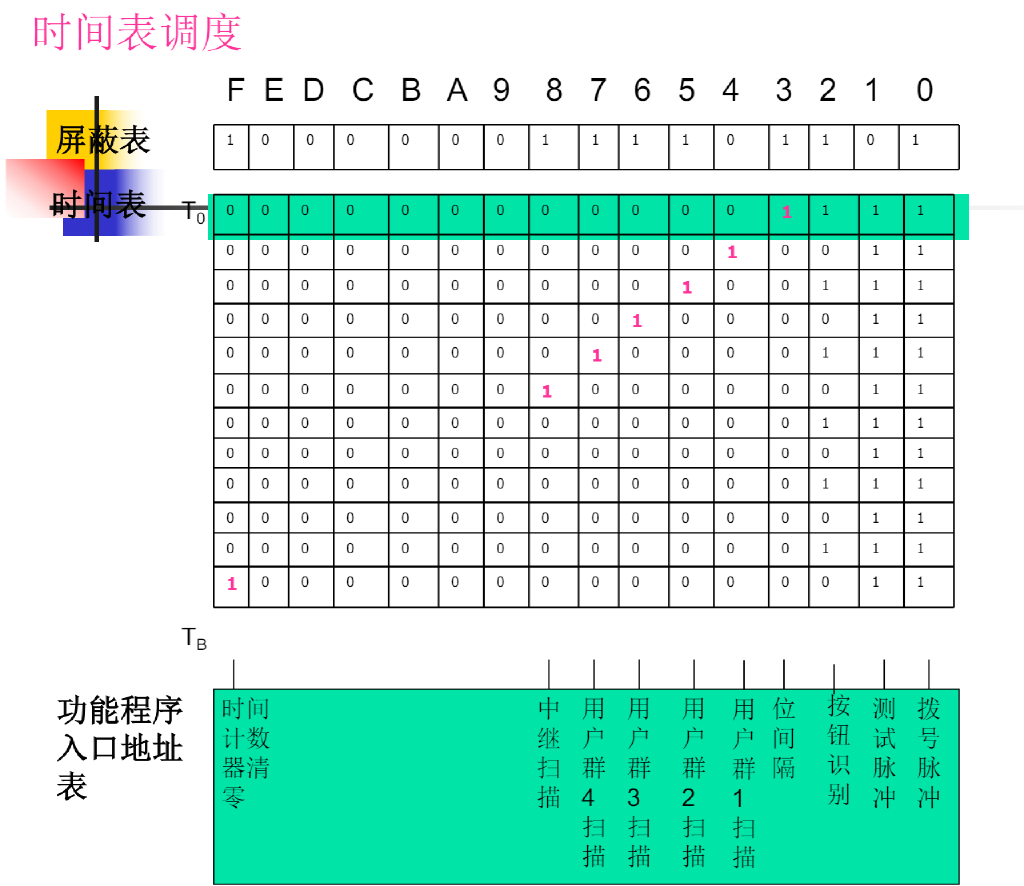 时间表调度
F E D C B A 9 8 7 6 5 4 3 2 1 0
屏蔽表 1 0 0 0 0 0 0 1 1 1 1 0 1 1 0 1
时间表 T0 0 0 0 0 0 0 0 0 0 0 0 0 1 1 1 1
0 0 0 0 0 0 0 0 0 0 0 1 0 0 1 1
0 0 0 0 0 0 0 0 0 0 1 0 0 1 1 1
0 0 0 0 0 0 0 0 0 1 0 0 0 0 1 1
0 0 0 0 0 0 0 0 1 0 0 0 0 1 1 1
0 0 0 0 0 0 0 1 0 0 0 0 0 0 1 1
0 0 0 0 0 0 0 0 0 0 0 0 0 1 1 1
0 0 0 0 0 0 0 0 0 0 0 0 0 0 1 1
0 0 0 0 0 0 0 0 0 0 0 0 0 1 1 1
0 0 0 0 0 0 0 0 0 0 0 0 0 0 1 1
0 0 0 0 0 0 0 0 0 0 0 0 0 1 1 1
1 0 0 0 0 0 0 0 0 0 0 0 0 0 1 1
TB
功能程序
入口地址
表
时间
计数
器清
零
中继扫描
用户群4扫描
用户群3扫描
用户群2扫描
用户群1扫描
位间隔
按钮识别
测试脉冲
拨号脉冲